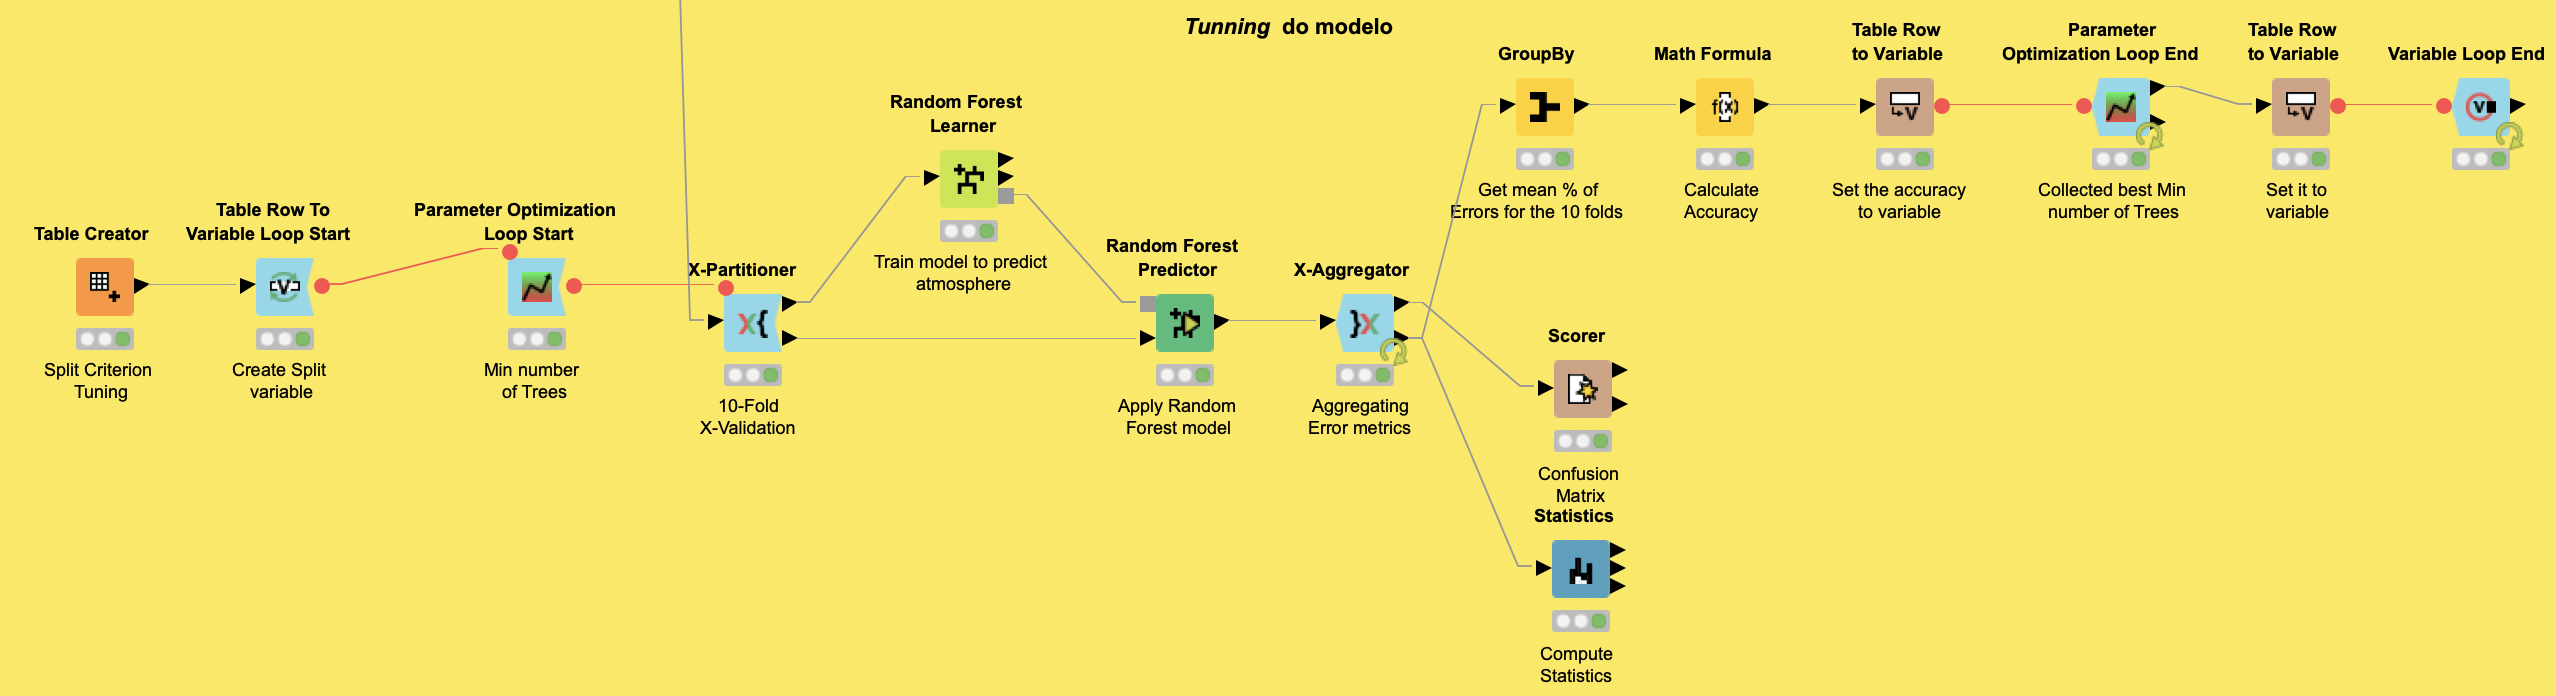 Tunning do modelo
Table Creator
Split Criterion
Tuning
Table Row To
Variable Loop Start
Create Split
variable
Parameter Optimization
Loop Start
Min number
of Trees
X-Partitioner
10-Fold
X-Validation
Random Forest
Learner
Train model to predict
atmosphere
Random Forest
Predictor
Apply Random
Forest model
X-Aggregator
Aggregating
Error metrics
GroupBy
Get mean % of
Errors for the 10 folds
Math Formula
Calculate
Accuracy
Table Row
to Variable
Set the accuracy
to variable
Parameter
Optimization Loop End
Collected best Min
number of Trees
Table Row
to Variable
Set it to
variable
Variable Loop End
Scorer
Confusion
Matrix
Statistics
Compute
Statistics